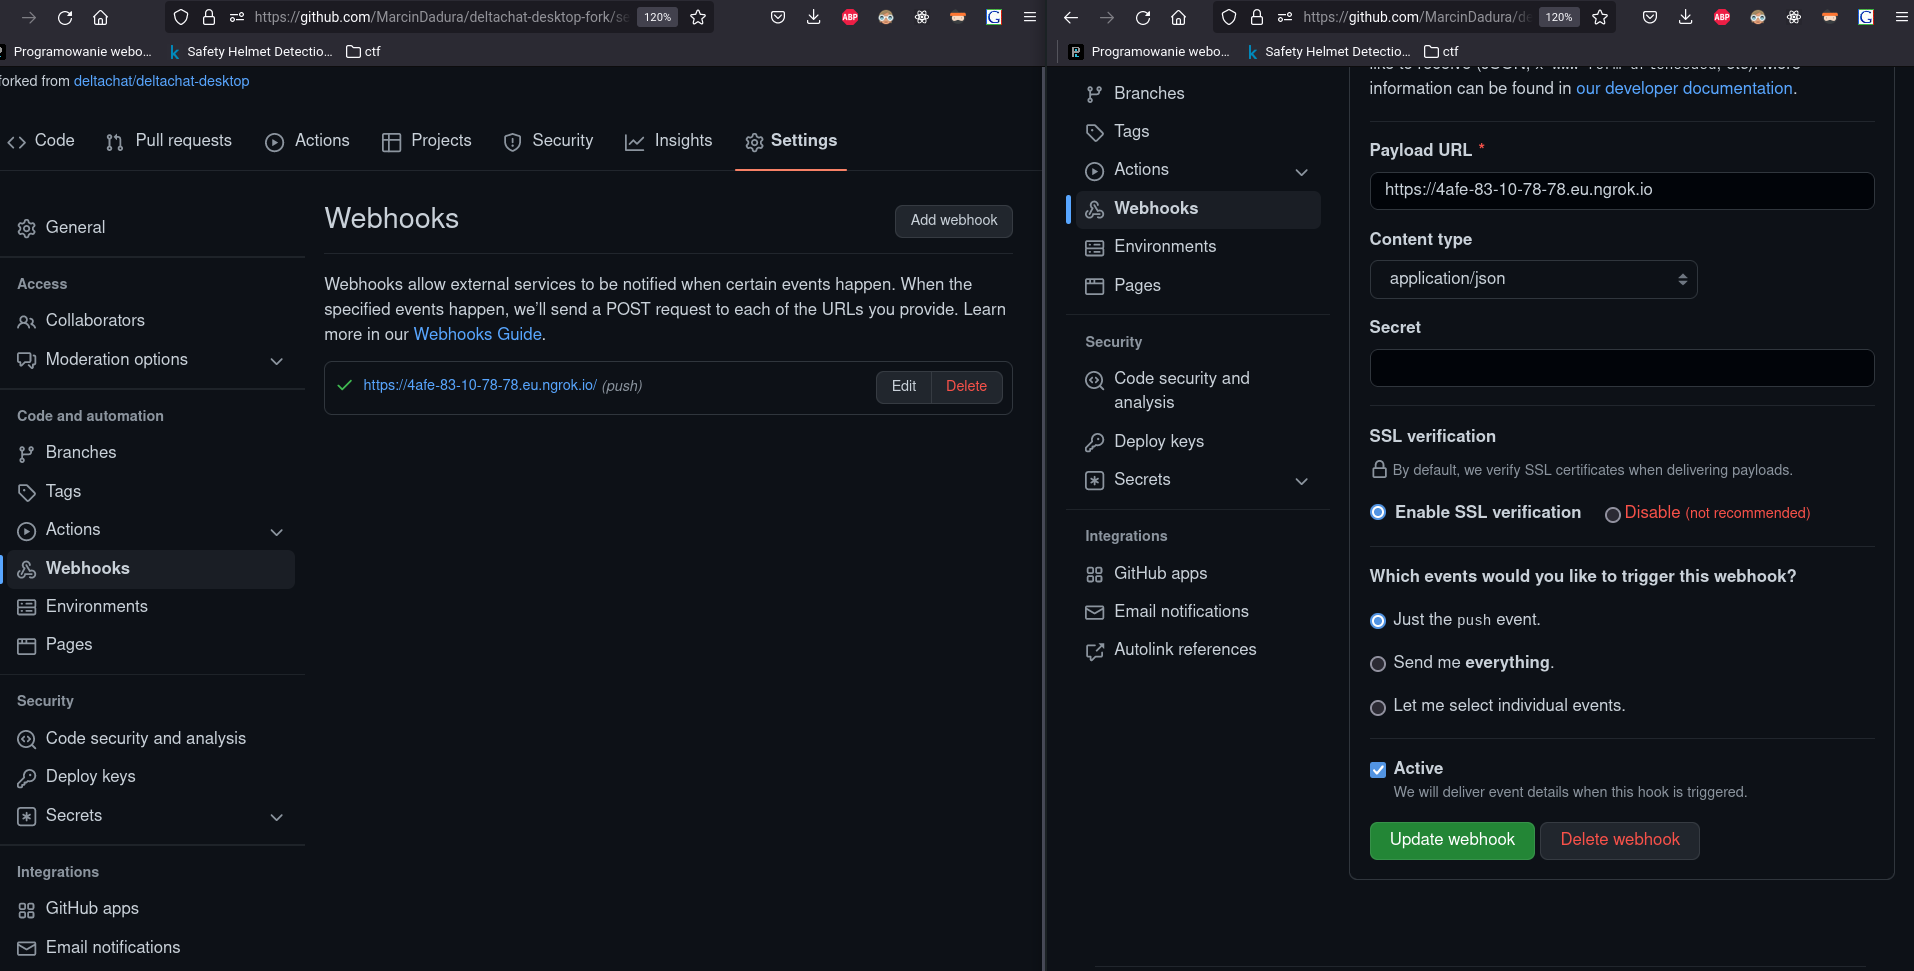 https://github.com/MarcinDadura/deltachat-desktop-fork/se
120%
ABP
G
Programowanie webo...
Safety Helmet Detectio...
ctf
forked from deltachat/deltachat-desktop
Code
Pull requests
Actions
Projects
Security
Insights
Settings
General
Access
Collaborators
Moderation options
Code and automation
Branches
Tags
Actions
Webhooks
Environments
Pages
Security
Code security and analysis
Deploy keys
Secrets
Integrations
GitHub apps
Email notifications
Webhooks
Add webhook
Webhooks allow external services to be notified when certain events happen. When the
specified events happen, we'll send a POST request to each of the URLs you provide. Learn
more in our Webhooks Guide.
https://4afe-83-10-78-78.eu.ngrok.io/ (push)
Edit
Delete
https://github.com/MarcinDadura/de
120%
ABP
G
Programowanie webo...
Safety Helmet Detectio...
ctf
Branches
Tags
Actions
Webhooks
Environments
Pages
Security
Code security and
analysis
Deploy keys
Secrets
Integrations
GitHub apps
Email notifications
Autolink references
information can be found in our developer documentation.
Payload URL *
https://4afe-83-10-78-78.eu.ngrok.io
Content type
application/json
Secret
SSL verification
By default, we verify SSL certificates when delivering payloads.
Enable SSL verification
Disable (not recommended)
Which events would you like to trigger this webhook?
Just the push event.
Send me everything.
Let me select individual events.
Active
We will deliver event details when this hook is triggered.
Update webhook
Delete webhook